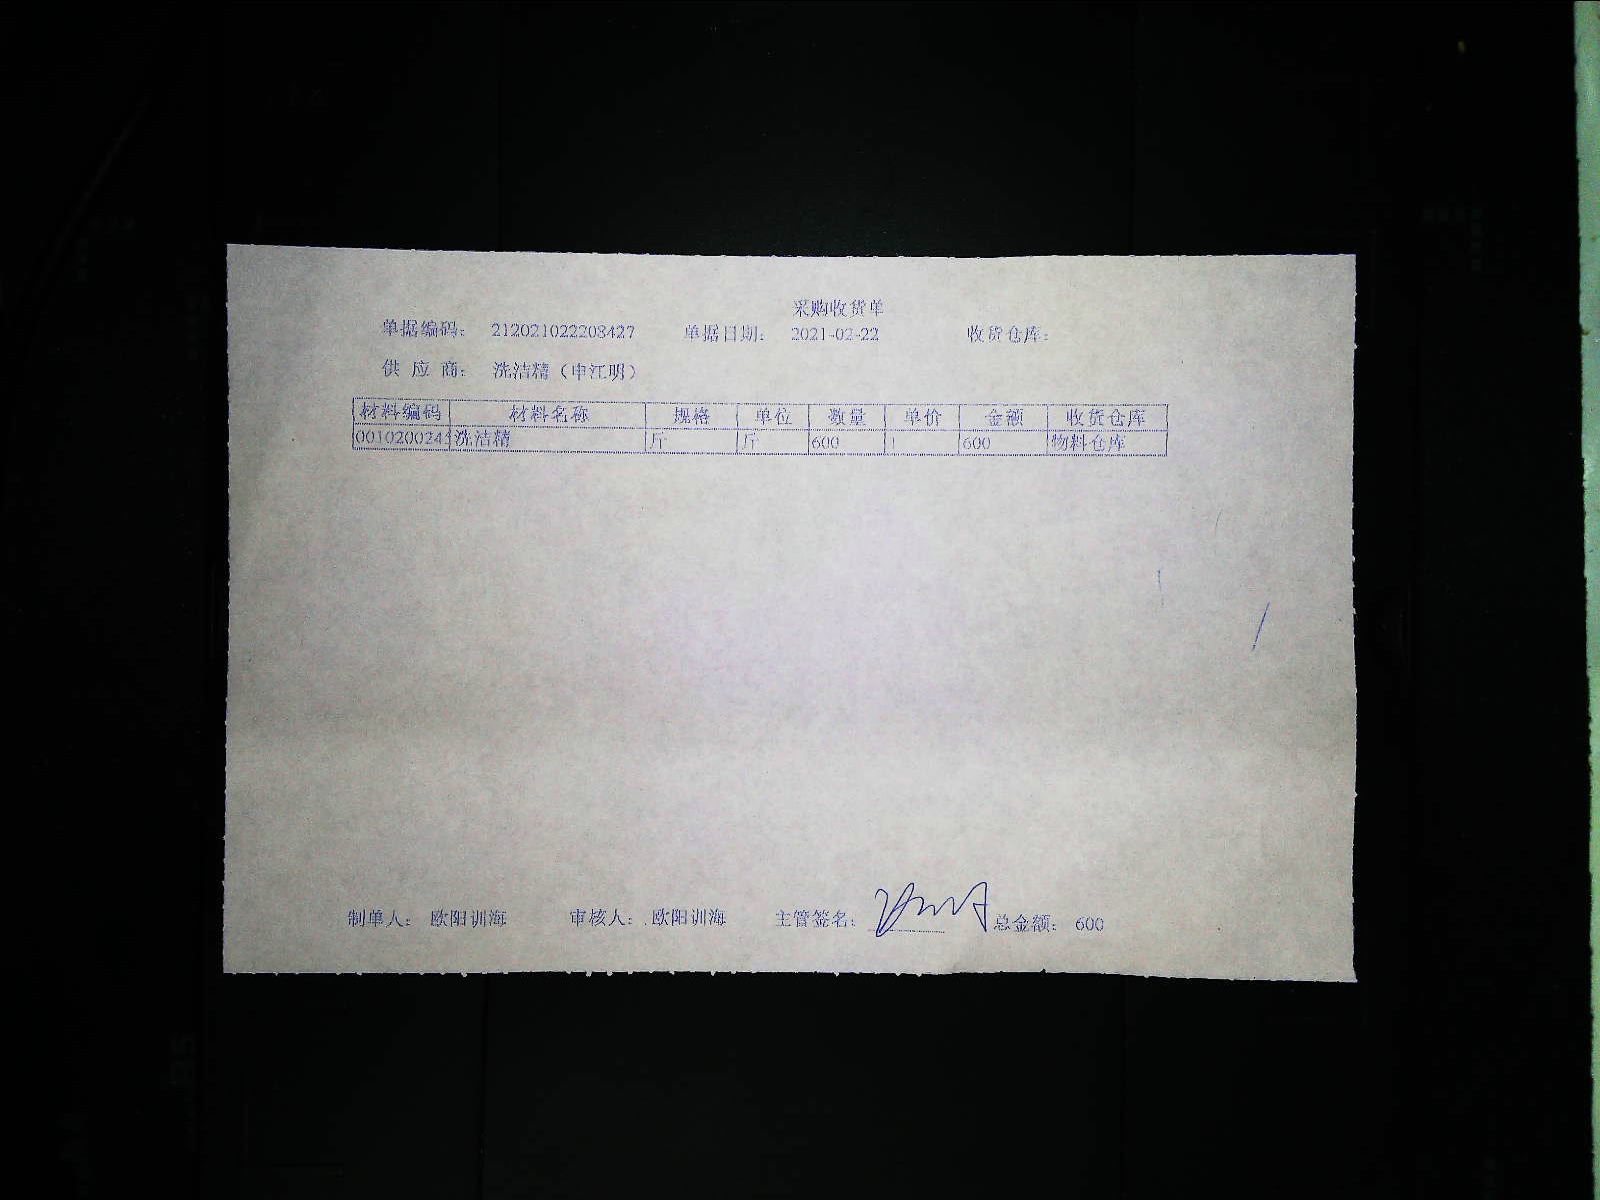 采购收货单
单据编码： 212021022208427 单据日期： 2021-02-22 收货仓库：
供 应 商： 洗洁精（申江明）
材料编码 材料名称 规格 单位 数量 单价 金额 收货仓库
001020024 洗洁精 斤 斤 600 1 600 物料仓库
制单人： 欧阳训海 审核人： 欧阳训海 主管签名： 总金额： 600